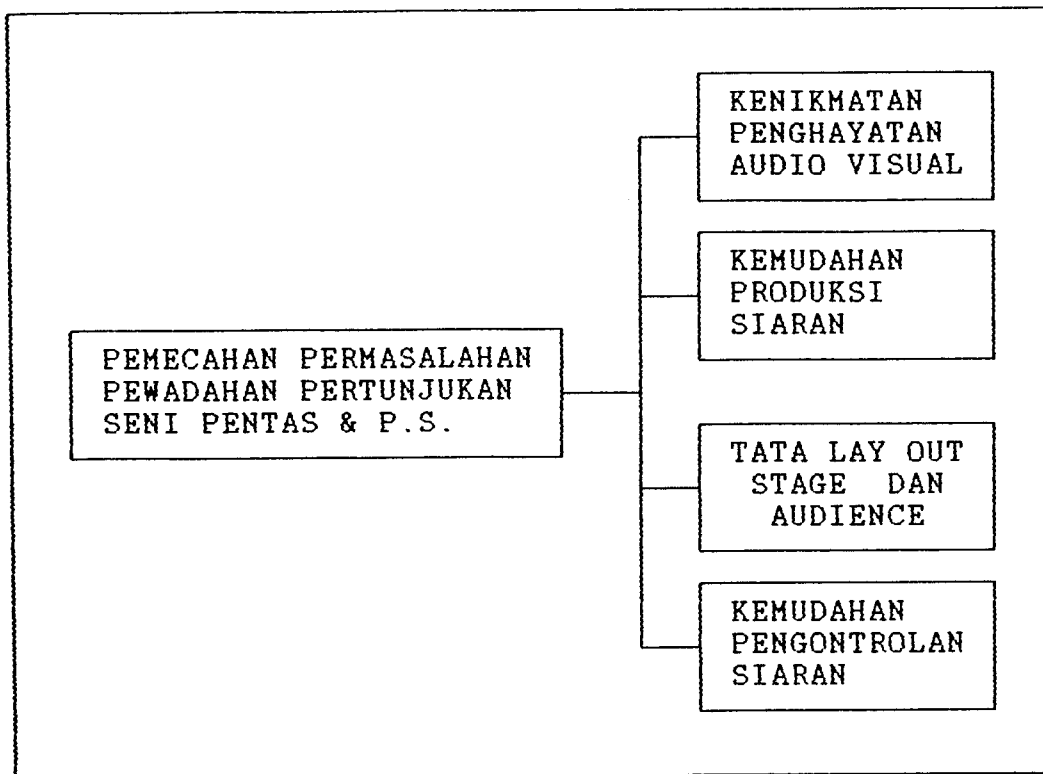 KENIKMATAN
PENGHAYATAN
AUDIO VISUAL
KEMUDAHAN
PRODUKSI
SIARAN
PEMECAHAN PERMASALAHAN
PEWADAHAN PERTUNJUKAN
SENI PENTAS & P.S.
TATA LAY OUT
STAGE DAN
AUDIENCE
KEMUDAHAN
PENGONTROLAN
SIARAN